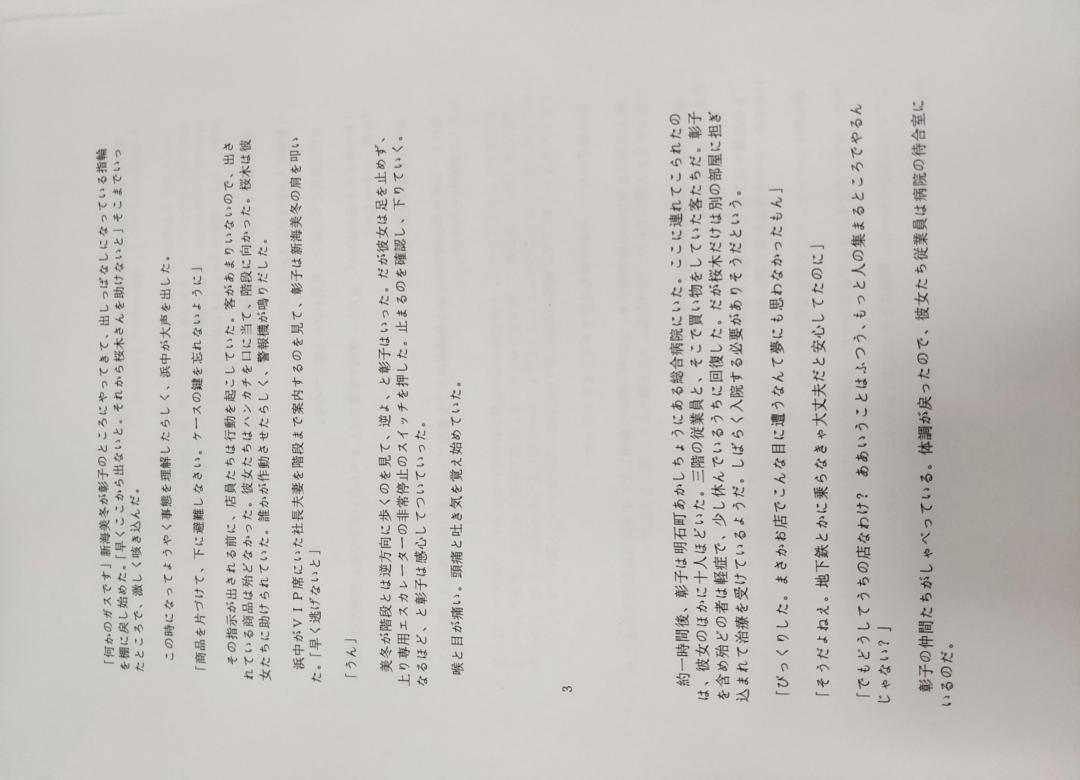 「何かのガスです」新海美冬が彰子のところにやってきて、出しっぱなしになっている指輪
を棚に戻し始めた。「早くここから出ないと。それから桜木さんを助けないと」そこまでいっ
たところで、激しく咳き込んだ。
この時になってようやく事態を理解したらしく、浜中が大声を出した。
「商品を片づけて、下に避難しなさい。ケースの鍵を忘れないように」
その指示が出される前に、店員たちは行動を起こしていた。客があまりいないので、出さ
れている商品は殆どなかった。彼女たちはハンカチを口に当て、階段に向かった。桜木は彼
女たちに助けられていた。誰かが作動させたらしく、警報機が鳴りだした。
浜中がＶＩＰ席にいた社長夫妻を階段まで案内するのを見て、彰子は新海美冬の肩を叩い
た。「早く逃げないと」
「うん」
美冬が階段とは逆方向に歩くのを見て、逆よ、と彰子はいった。だが彼女は足を止めず、
上り専用エスカレーターの非常停止のスイッチを押した。止まるのを確認し、下りていく。
なるほど、と彰子は感心してついていった。
喉と目が痛い。頭痛と吐き気を覚え始めていた。
3
約一時間後、彰子は明石町あかしちょうにある総合病院にいた。ここに連れてこられたの
は、彼女のほかに十人ほどいた。三階の従業員と、そこで買い物をしていた客たちだ。彰子
を含め殆どの者は軽症で、少し休んでいるうちに回復した。だが桜木だけは別の部屋に担ぎ
込まれて治療を受けているようだ。しばらく入院する必要がありそうだという。
「びっくりした。まさかお店でこんな目に遭うなんて夢にも思わなかったもん」
「そうだよねぇ。地下鉄とかに乗らなきゃ大丈夫だと安心してたのに」
「でもどうしてうちの店なわけ？　ああいうことはふつう、もっと人の集まるところでやるん
じゃない？」
彰子の仲間たちがしゃべっている。体調が戻ったので、彼女たち従業員は病院の待合室に
いるのだ。